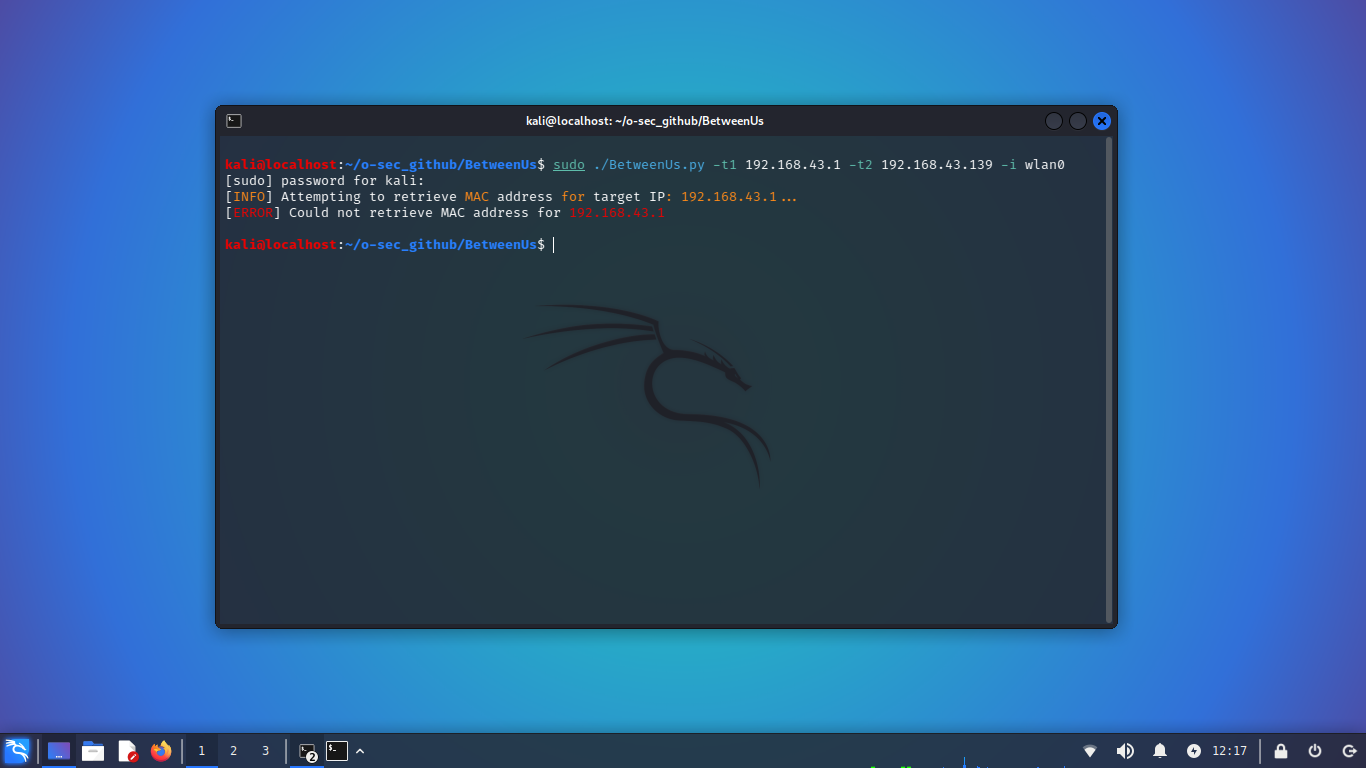 kali@localhost: ~/o-sec_github/BetweenUs
kali@localhost:~/o-sec_github/BetweenUs$ sudo ./BetweenUs.py -t1 192.168.43.1 -t2 192.168.43.139 -i wlan0
[sudo] password for kali:
[INFO] Attempting to retrieve MAC address for target IP: 192.168.43.1...
[ERROR] Could not retrieve MAC address for 192.168.43.1
kali@localhost:~/o-sec_github/BetweenUs$
1 2 3 2 12:17